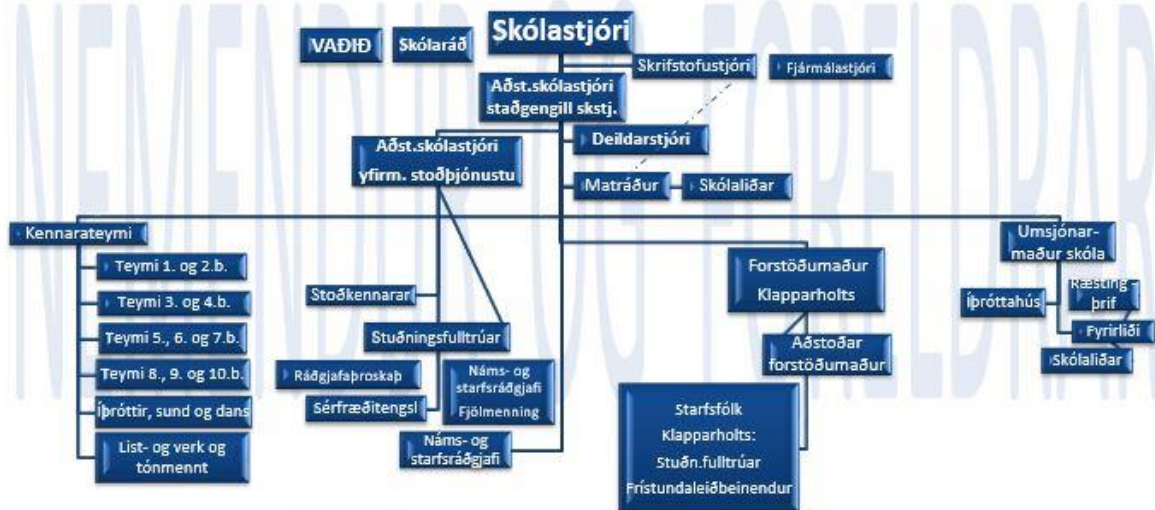 NEMENDUR OG FORELDRAR
Skólastjóri
VAÐIÐ
Skólaráð
Skrifstofustjóri
Fjármálastjóri
Aðst.skólastjóri
staðgengill skstj.
Deildarstjóri
Aðst.skólastjóri
yfirm. stoðþjónustu
Matráður
Skólaliðar
Kennarateymi
Teymi 1. og 2.b.
Teymi 3. og 4.b.
Teymi 5., 6. og 7.b.
Teymi 8., 9. og 10.b.
Íþróttir, sund og dans
List- og verk og
tónmennt
Stoðkennarar
Stuðningsfulltrúar
Ráðgjafaþroskaþ
Sérfræðitengsl
Náms- og
starfsráðgjafi
Fjölmenning
Náms- og
starfsráðgjafi
Forstöðumaður
Klapparholts
Aðstoðar
forstöðumaður
Starfsfólk
Klapparholts:
Stuðn.fulltrúar
Frístundaleiðbeinendur
Umsjónar-
maður skóla
Íþróttahús
Ræsting -
þrif
Fyrirliði
Skólaliðar